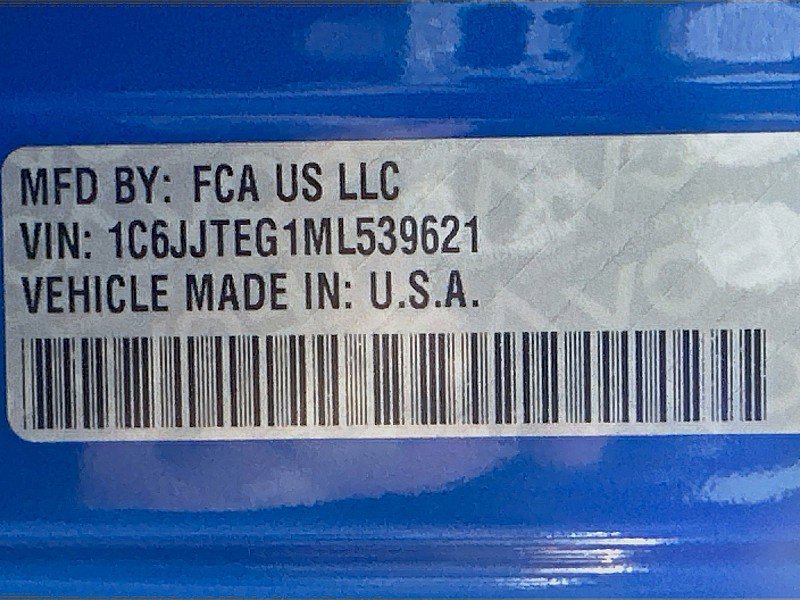 MFD BY: FCA US LLC
VIN: 1C6JJTEG1ML539621
VEHICLE MADE IN: U.S.A.